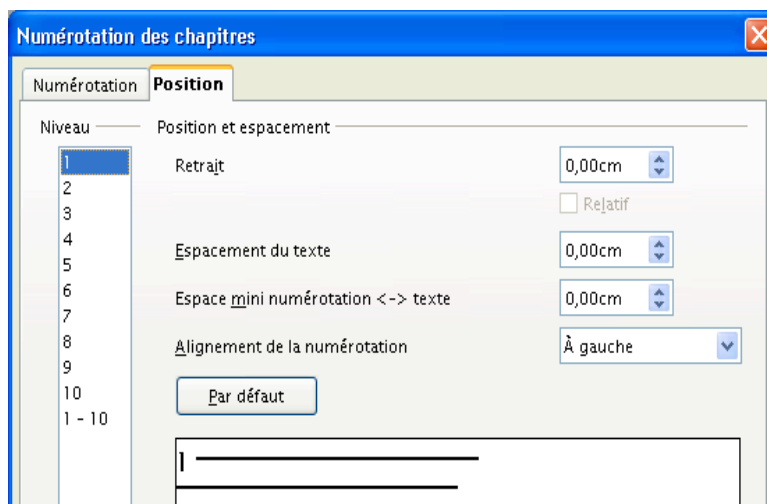 Numérotation des chapitres
Numérotation Position
Niveau Position et espacement
1
2
3
4
5
6
7
8
9
10
1 - 10
Retrait 0,00cm
Relatif
Espacement du texte 0,00cm
Espace mini numérotation <-> texte 0,00cm
Alignement de la numérotation À gauche
Par défaut
1